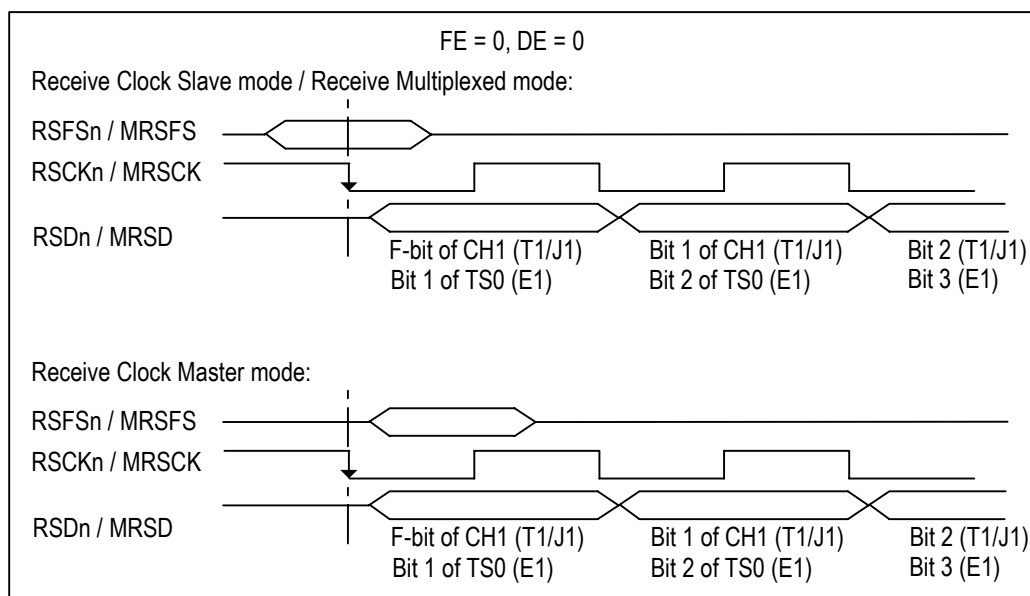 FE = 0, DE = 0
Receive Clock Slave mode / Receive Multiplexed mode:
RSFSn / MRSFS
RSCKn / MRSCK
RSDn / MRSD
F-bit of CH1 (T1/J1) Bit 1 of CH1 (T1/J1) Bit 2 (T1/J1)
Bit 1 of TS0 (E1) Bit 2 of TS0 (E1) Bit 3 (E1)
Receive Clock Master mode:
RSFSn / MRSFS
RSCKn / MRSCK
RSDn / MRSD
F-bit of CH1 (T1/J1) Bit 1 of CH1 (T1/J1) Bit 2 (T1/J1)
Bit 1 of TS0 (E1) Bit 2 of TS0 (E1) Bit 3 (E1)